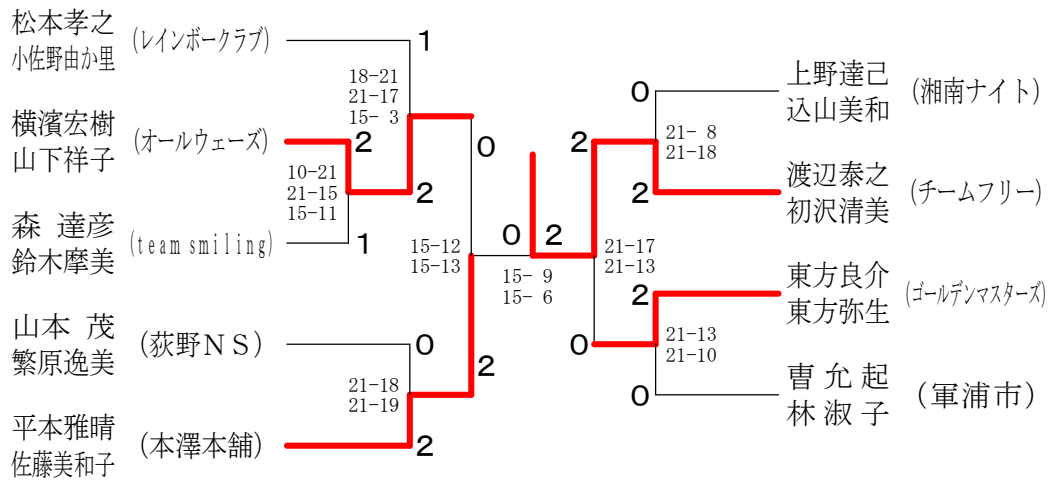 松本孝之
小佐野由か里
(レインボークラブ)
1
18-21
21-17
15- 3
横濱宏樹
山下祥子
(オールウェーズ)
2
10-21
21-15
15-11
2
森 達彦
鈴木摩美
(team smiling)
1
0
15-12
15-13
山本 茂
繁原逸美
(荻野NS)
0
2
21-18
21-19
平本雅晴
佐藤美和子
(本澤本舗)
2
0
2
15- 9
15- 6
上野達己
込山美和
(湘南ナイト)
0
21- 8
21-18
2
渡辺泰之
初沢清美
(チームフリー)
2
21-17
21-13
東方良介
東方弥生
(ゴールデンマスターズ)
2
21-13
21-10
0
曺允起
林淑子
(軍浦市)
0